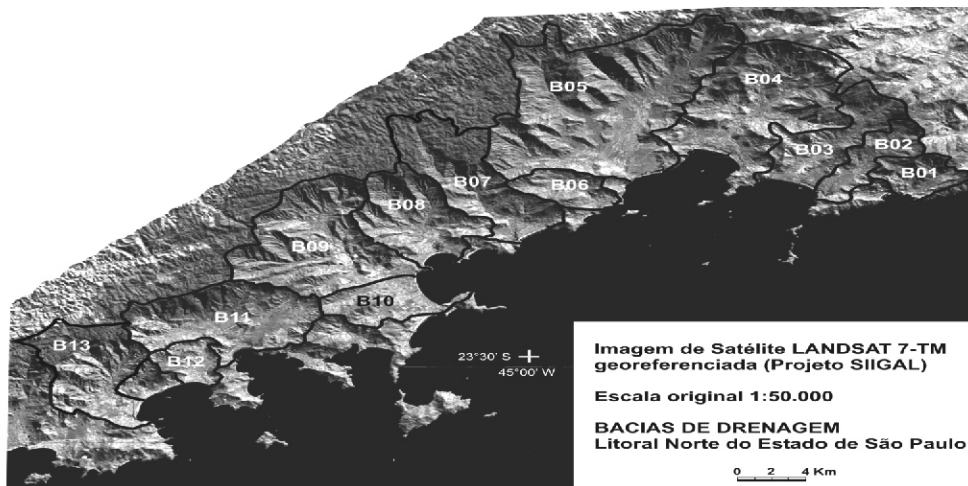 B05
B04
B03
B02
B01
B06
B07
B08
B09
B10
B11
B12
B13
23°30' S
45°00' W
Imagem de Satélite LANDSAT 7-TM
georeferenciada (Projeto SIIGAL)
Escala original 1:50.000
BACIAS DE DRENAGEM
Litoral Norte do Estado de São Paulo
0 2 4 Km